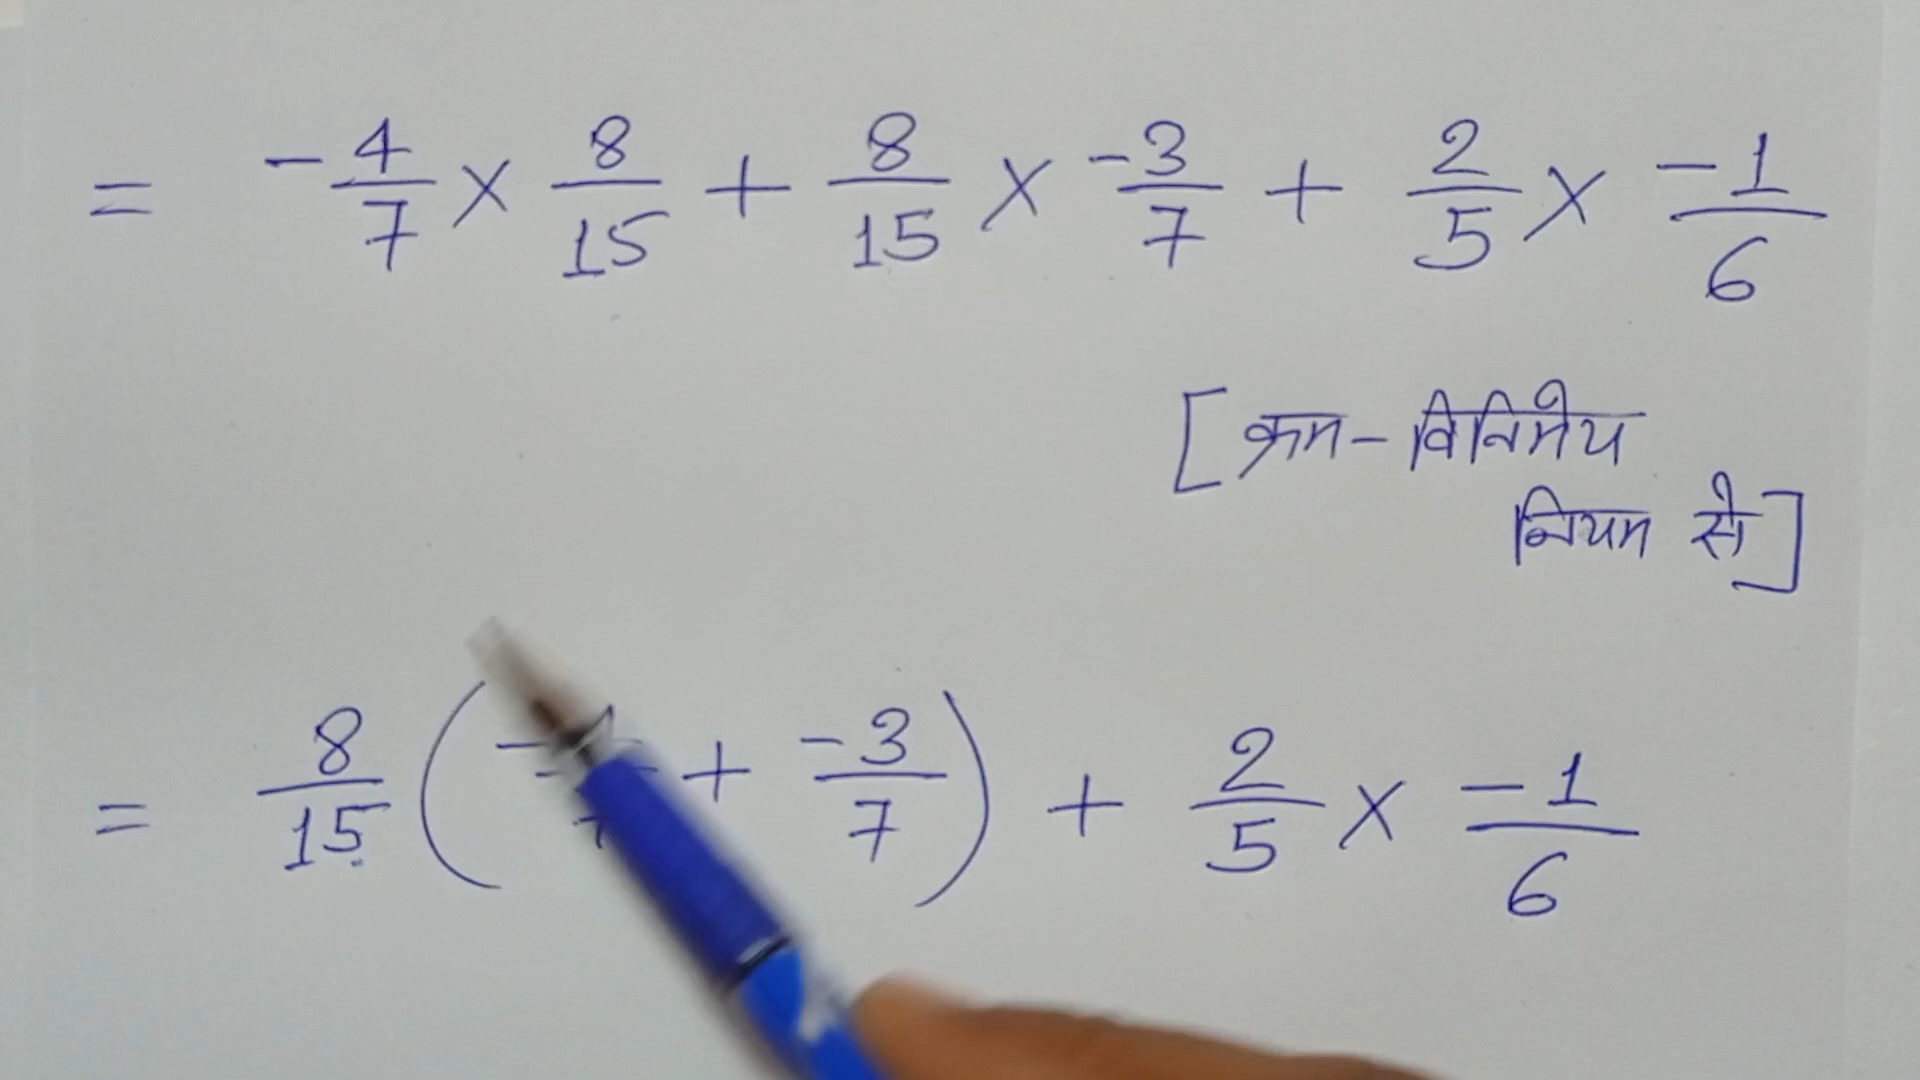 = -4/7 × 8/15 + 8/15 × -3/7 + 2/5 × -1/6
[क्रम-विनिमेय
नियम से]
= 8/15 ( + -3/7 ) + 2/5 × -1/6